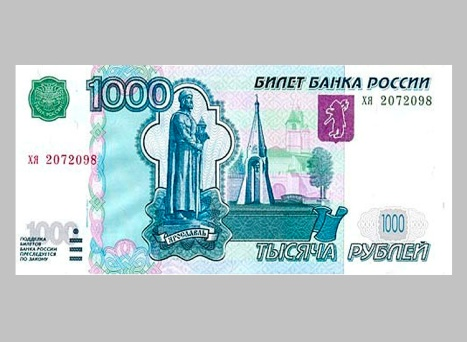 1000
БИЛЕТ БАНКА РОССИИ
хя 2072098
хя 2072098
1000
ПОДДЕЛКА
БИЛЕТОВ
БАНКА РОССИИ
ПРЕСЛЕДУЕТСЯ
ПО ЗАКОНУ
ЯРОСЛАВЛЬ
1000
ТЫСЯЧА РУБЛЕЙ